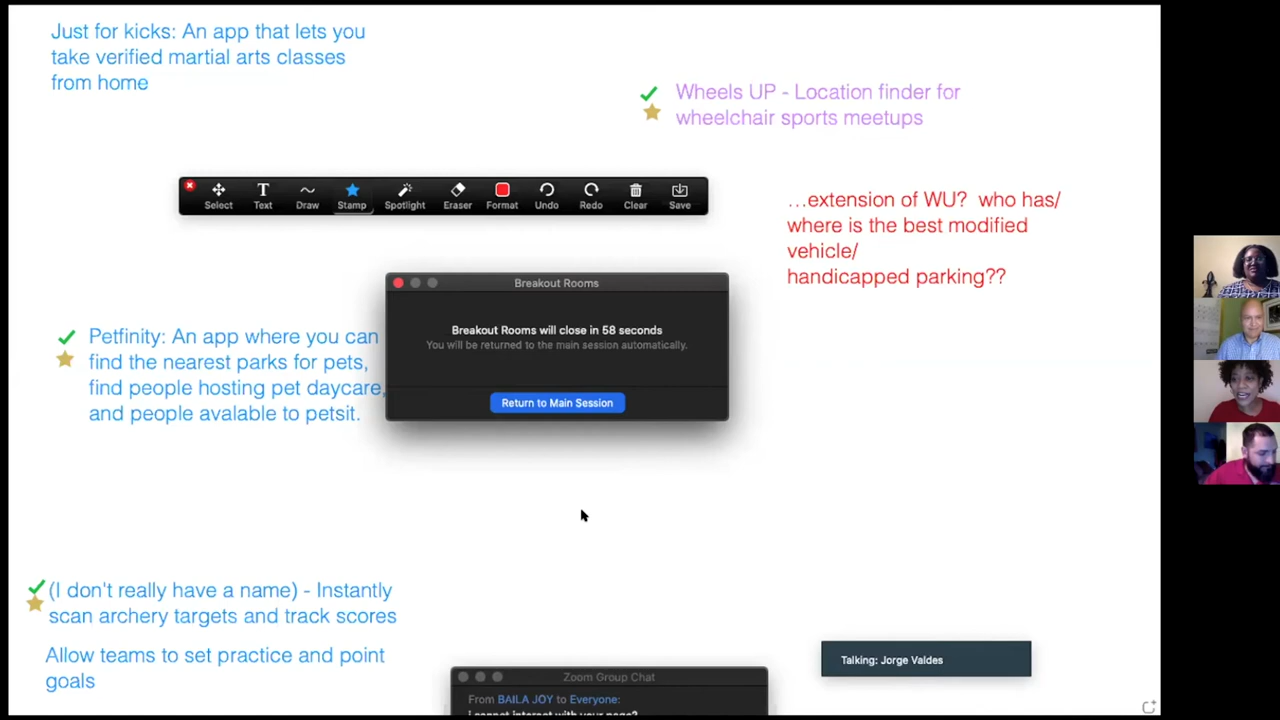 Just for kicks: An app that lets you
take verified martial arts classes
from home
Wheels UP - Location finder for
wheelchair sports meetups
Select Text Draw Stamp Spotlight Eraser Format Undo Redo Clear Save
...extension of WU? who has/
where is the best modified
vehicle/
handicapped parking??
Breakout Rooms
Breakout Rooms will close in 58 seconds
You will be returned to the main session automatically.
Return to Main Session
Petfinity: An app where you can
find the nearest parks for pets,
find people hosting pet daycare,
and people avalable to petsit.
(I don't really have a name) - Instantly
scan archery targets and track scores
Allow teams to set practice and point
goals
Talking: Jorge Valdes
Zoom Group Chat
From BAILA JOY to Everyone:
i cannot interact with your page?